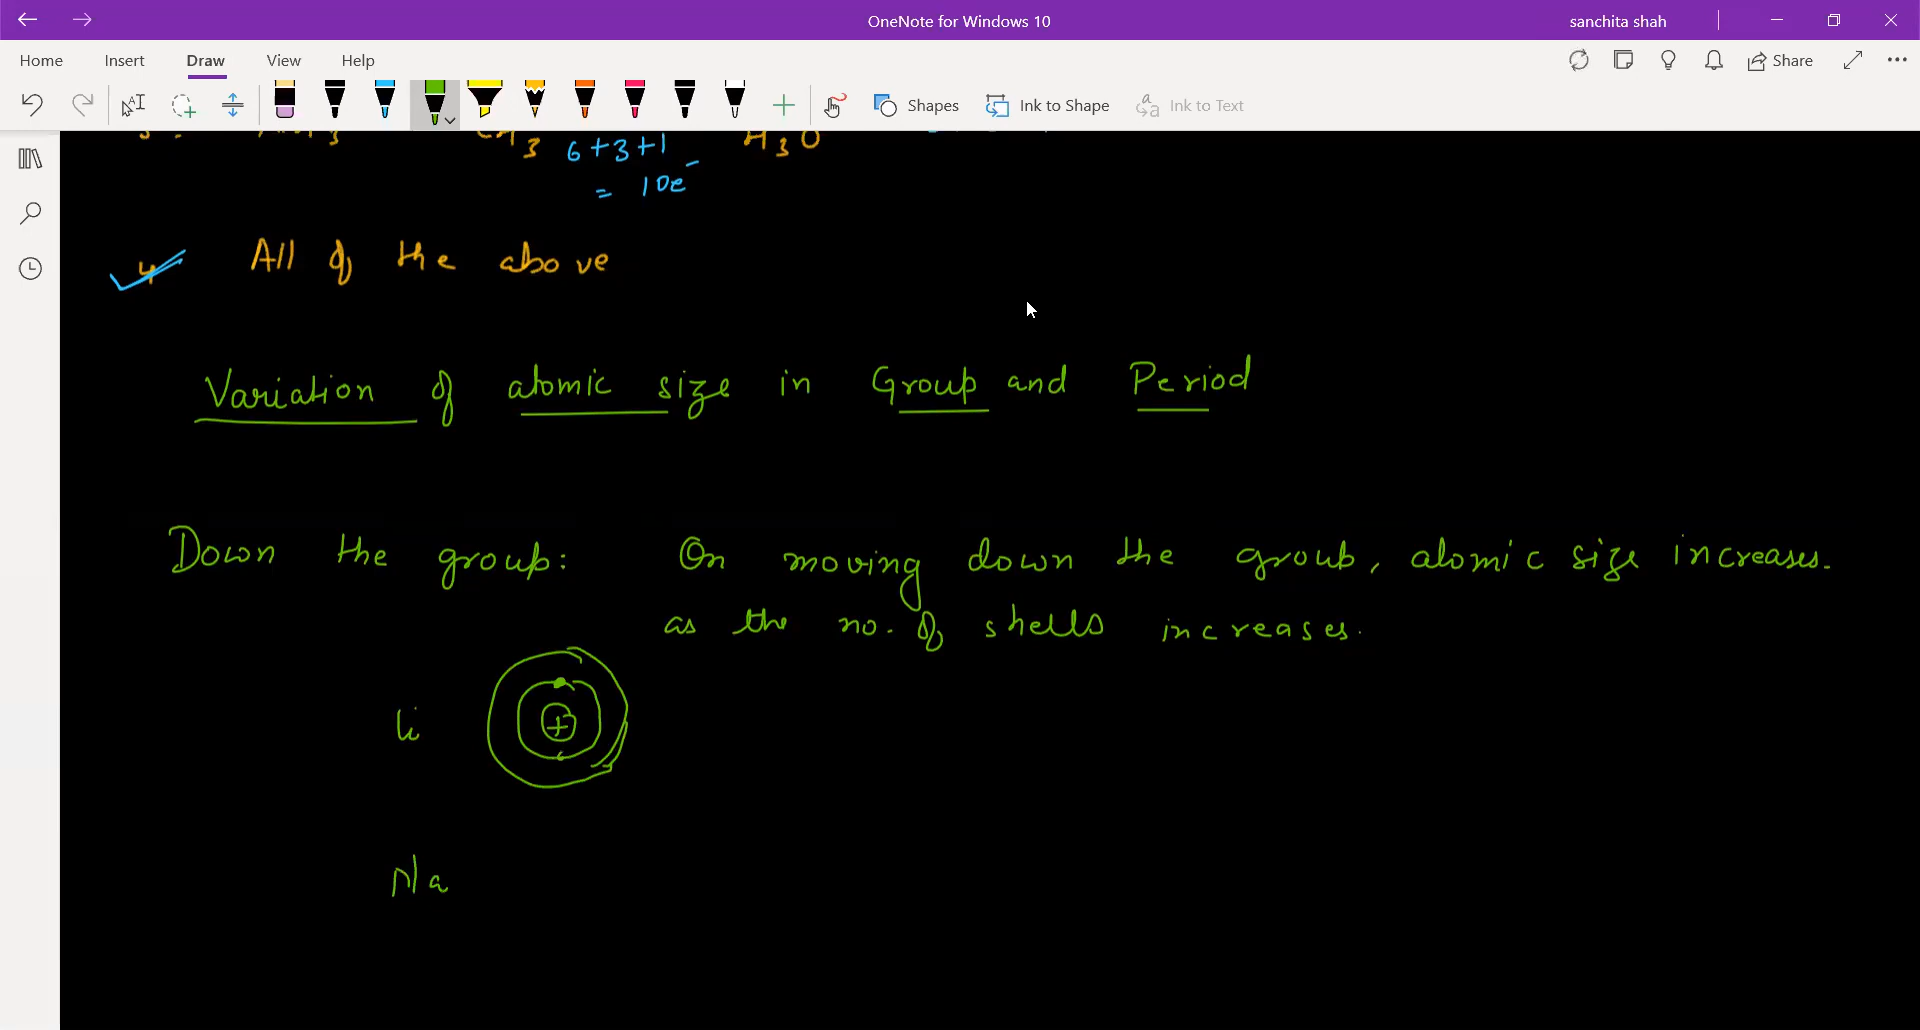 OneNote for Windows 10
sanchita shah
Home Insert Draw View Help
Share
Shapes Ink to Shape Ink to Text
3 H3O
6+3+1
= 10e-
4 All of the above
Variation of atomic size in Group and Period
Down the group: On moving down the group, atomic size increases.
as the no. of shells increases.
Li
+
Na